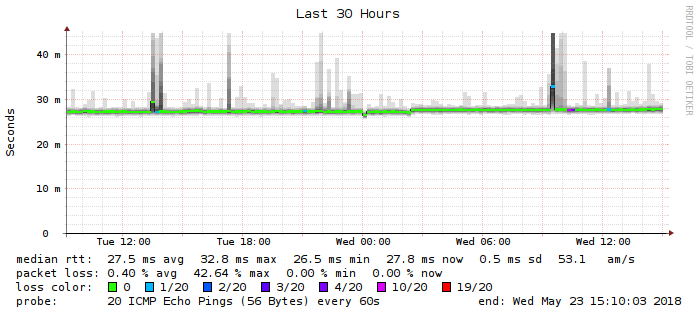 Last 30 Hours
RRDTOOL / TOBI OETIKER
Seconds
40 m
30 m
20 m
10 m
0
Tue 12:00 Tue 18:00 Wed 00:00 Wed 06:00 Wed 12:00
median rtt: 27.5 ms avg 32.8 ms max 26.5 ms min 27.8 ms now 0.5 ms sd 53.1 am/s
packet loss: 0.40 % avg 42.64 % max 0.00 % min 0.00 % now
loss color: 0 1/20 2/20 3/20 4/20 10/20 19/20
probe: 20 ICMP Echo Pings (56 Bytes) every 60s end: Wed May 23 15:10:03 2018